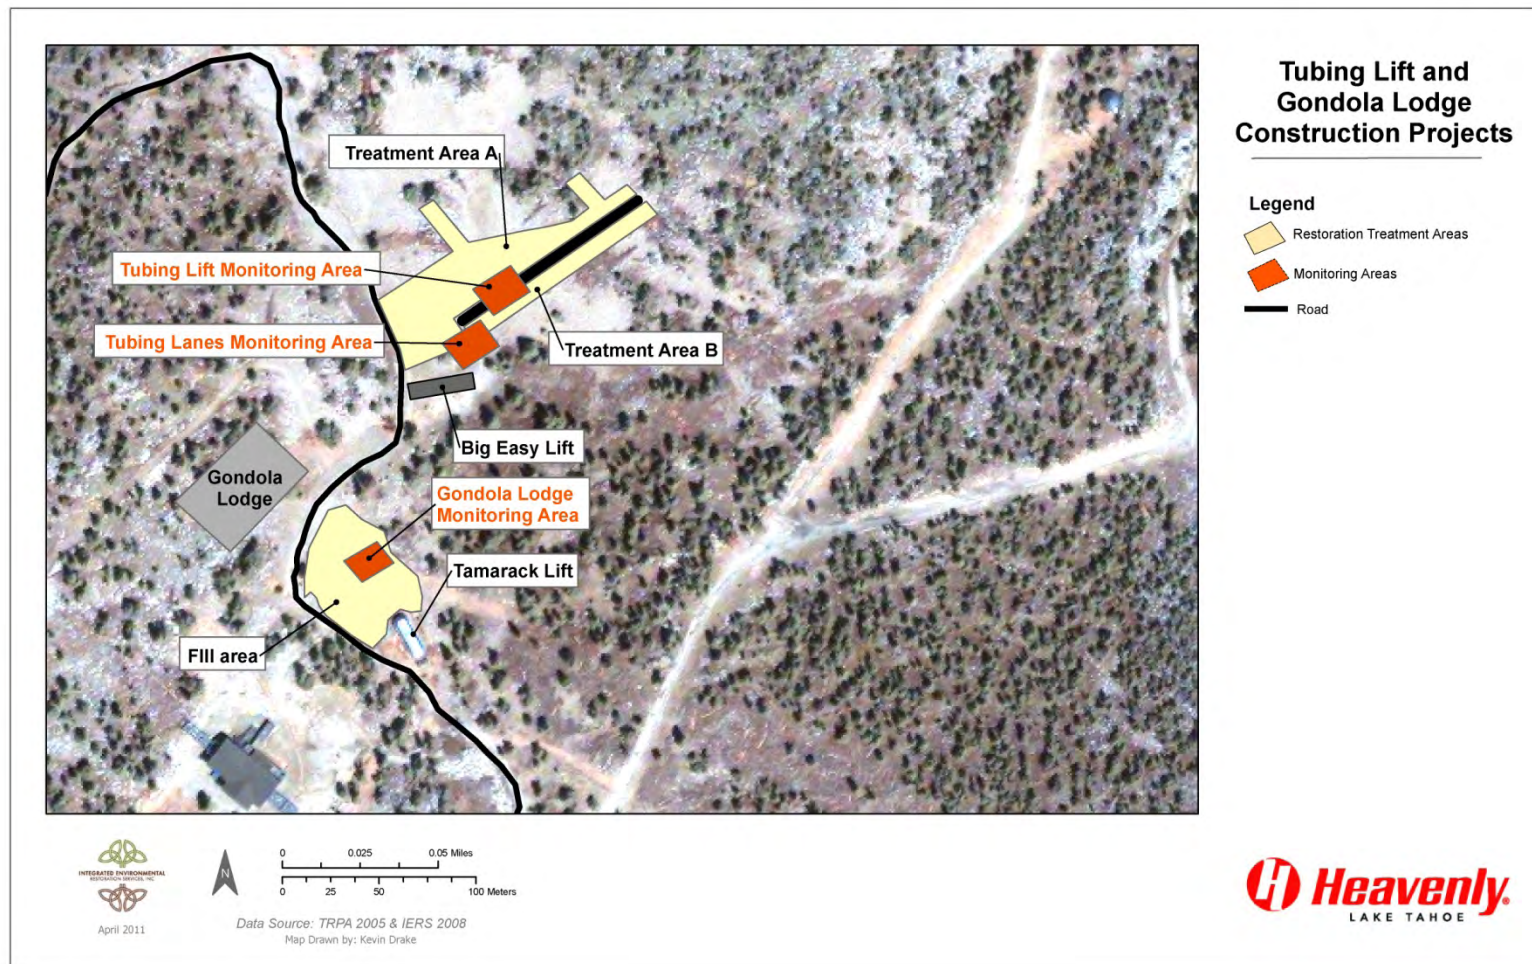 Tubing Lift and
Gondola Lodge
Construction Projects
Legend
Restoration Treatment Areas
Monitoring Areas
Road
Treatment Area A
Tubing Lift Monitoring Area
Tubing Lanes Monitoring Area
Treatment Area B
Big Easy Lift
Gondola
Lodge
Gondola Lodge
Monitoring Area
Tamarack Lift
FIll area
INTEGRATED ENVIRONMENTAL
RESTORATION SERVICES, INC
April 2011
N
0 0.025 0.05 Miles
0 25 50 100 Meters
Data Source: TRPA 2005 & IERS 2008
Map Drawn by: Kevin Drake
H Heavenly®
LAKE TAHOE